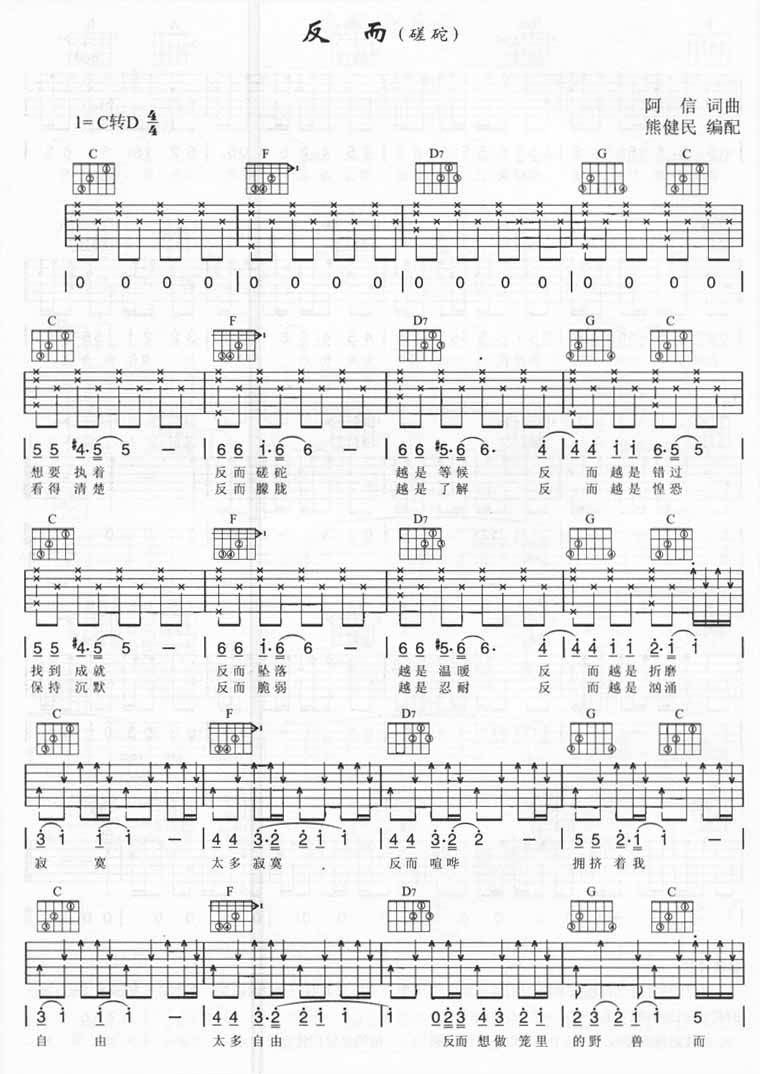 反 而 (磋砣)
1=C转D 4/4
阿 信 词曲
熊健民 编配
C F D7 G C
0 0 0 0 0 0 0 0 0 0 0 0 0 0 0 0
C F D7 G C
5 5 #4·5 5 — 6 6 1·6 6 6 #5·6 6· 4 4 4 1 1 6·5 5
想要 执着 反而磋砣 越是等候 反 而越是错过
看得 清楚 反而朦胧 越是了解 反 而越是惶恐
C F D7 G C
5 5 #4·5 5 — 6 6 1·6 6 — 6 6 #5·6 6· 4 4 4 1 1 2·1 1
找到 成就 反而坠落 越是温暖 反 而越是折磨
保持 沉默 反而脆弱 越是忍耐 反 而越是汹涌
C F D7 G C
3 1 1 1 — 4 4 3·2 2 1 1 4 4 3·2 2 — 5 5 2·1 1
寂 寞 太多寂寞 反而喧哗 拥挤着我
C F D7 G C
3 1 1 1 — 4 4 3·2 2 1 1 1 0 2 3 2 1 2 3 2 1 5
自 由 太多自由 反而想做笼里 的野 兽 而